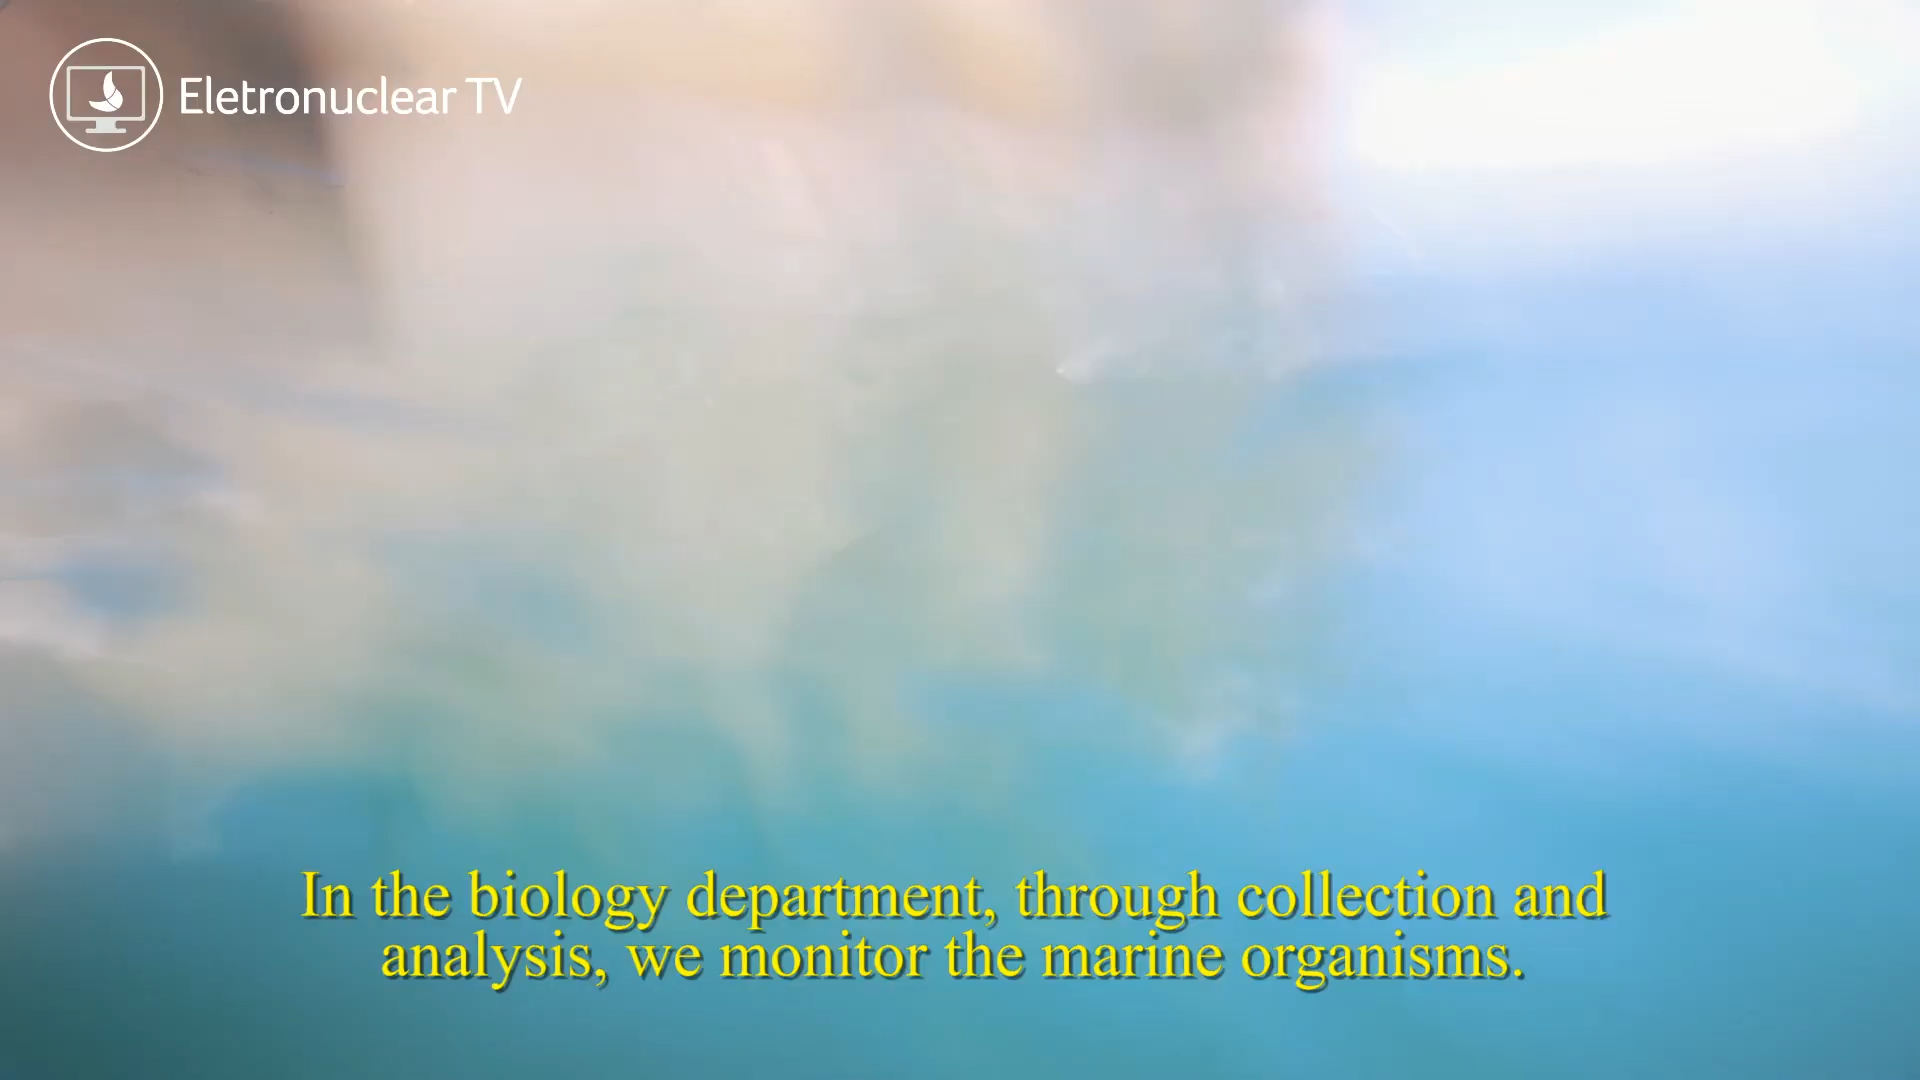 Eletronuclear TV
In the biology department, through collection and
analysis, we monitor the marine organisms.